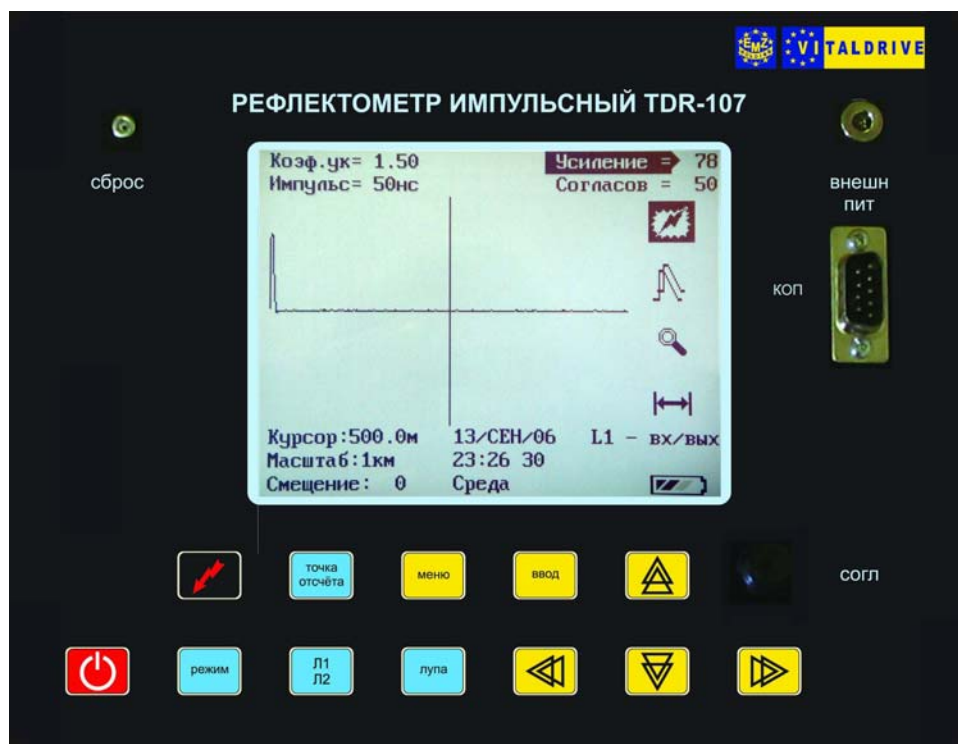 EMZ HOLDING VITALDRIVE
РЕФЛЕКТОМЕТР ИМПУЛЬСНЫЙ TDR-107
сброс
внешн
пит
Коэф.ук= 1.50 Усиление = 78
Импульс= 50нс Согласов = 50
коп
Курсор:500.0м 13/СЕН/06 L1 - вх/вых
Масштаб:1км 23:26 30
Смещение: 0 Среда
точка
отсчёта
меню
ввод
согл
режим
Л1
Л2
лупа